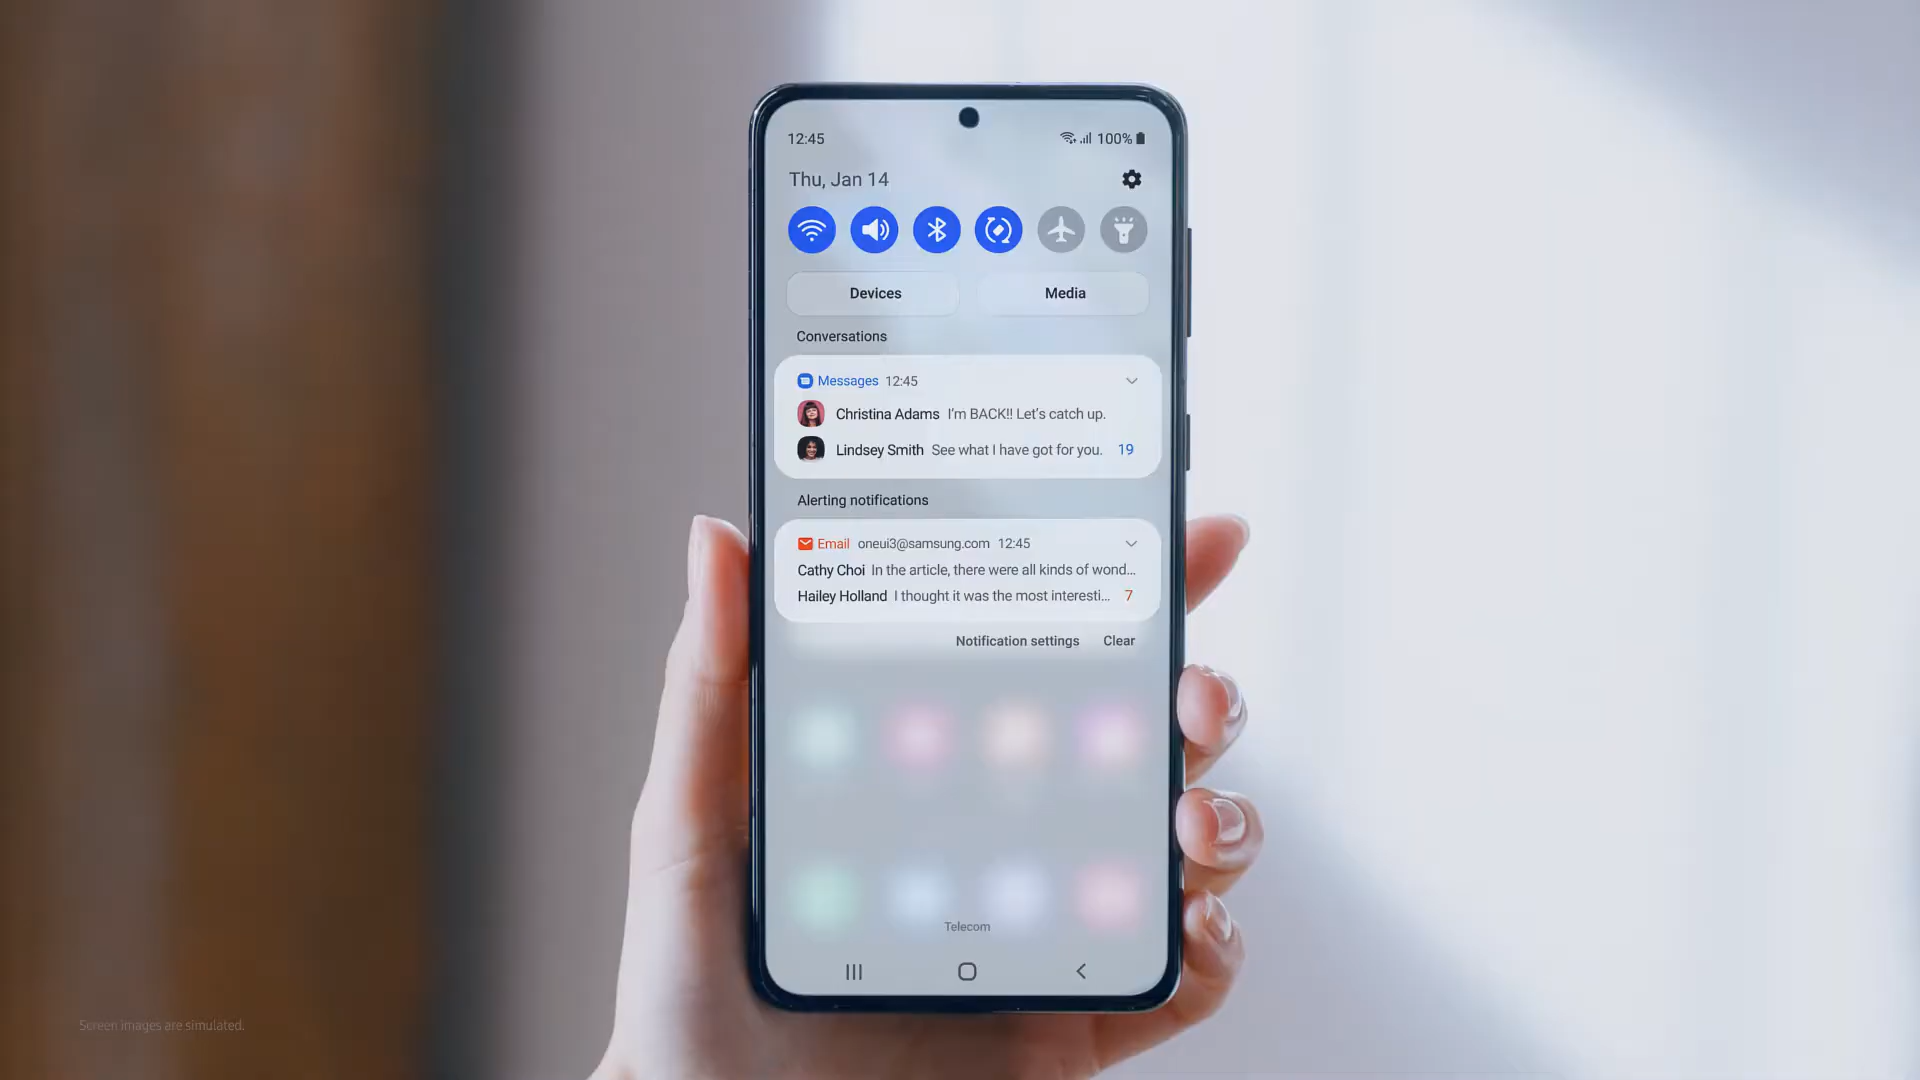 12:45 100%
Thu, Jan 14
Devices Media
Conversations
Messages 12:45
Christina Adams I'm BACK!! Let's catch up.
Lindsey Smith See what I have got for you. 19
Alerting notifications
Email oneui3@samsung.com 12:45
Cathy Choi In the article, there were all kinds of wond...
Hailey Holland I thought it was the most interesti... 7
Notification settings Clear
Telecom
Screen images are simulated.